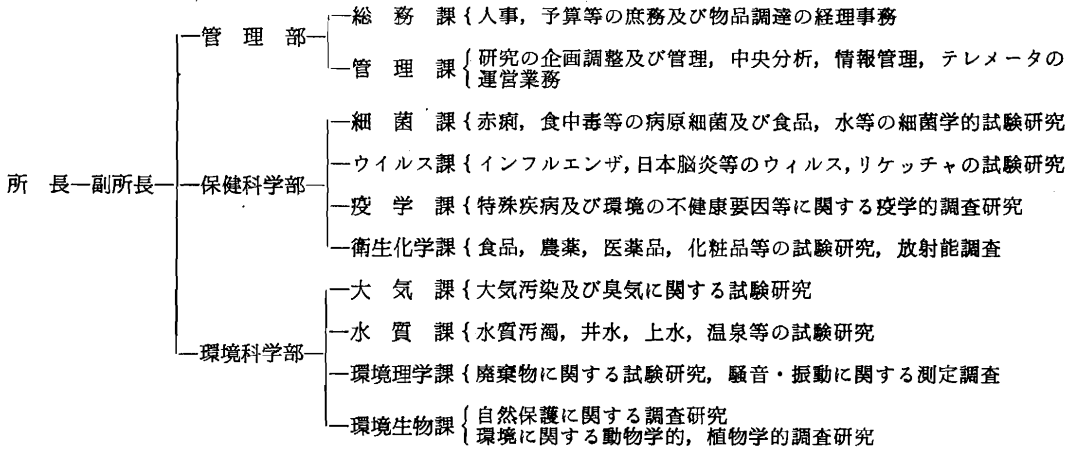 総務課{人事，予算等の庶務及び物品調達の経理事務
管理部
管理課{研究の企画調整及び管理，中央分析，情報管理，テレメータの
運営業務
細菌課{赤痢，食中毒等の病原細菌及び食品，水等の細菌学的試験研究
ウイルス課{インフルエンザ，日本脳炎等のウィルス，リケッチャの試験研究
所長―副所長
保健科学部
疫学課{特殊疾病及び環境の不健康要因等に関する疫学的調査研究
衛生化学課{食品，農薬，医薬品，化粧品等の試験研究，放射能調査
大気課{大気汚染及び臭気に関する試験研究
水質課{水質汚濁，井水，上水，温泉等の試験研究
環境科学部
環境理学課{廃棄物に関する試験研究，騒音・振動に関する測定調査
環境生物課{自然保護に関する調査研究
環境に関する動物学的，植物学的調査研究